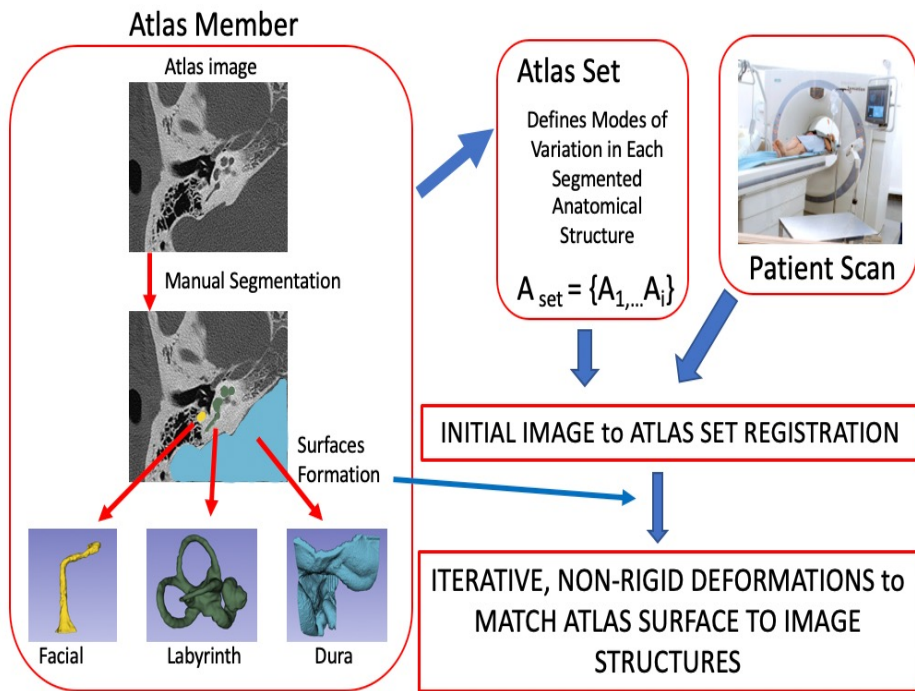 Atlas Member
Atlas image
Manual Segmentation
Surfaces
Formation
Facial
Labyrinth
Dura
Atlas Set
Defines Modes of
Variation in Each
Segmented
Anatomical
Structure
A set = {A1,...Ai}
Patient Scan
INITIAL IMAGE to ATLAS SET REGISTRATION
ITERATIVE, NON-RIGID DEFORMATIONS to
MATCH ATLAS SURFACE TO IMAGE
STRUCTURES